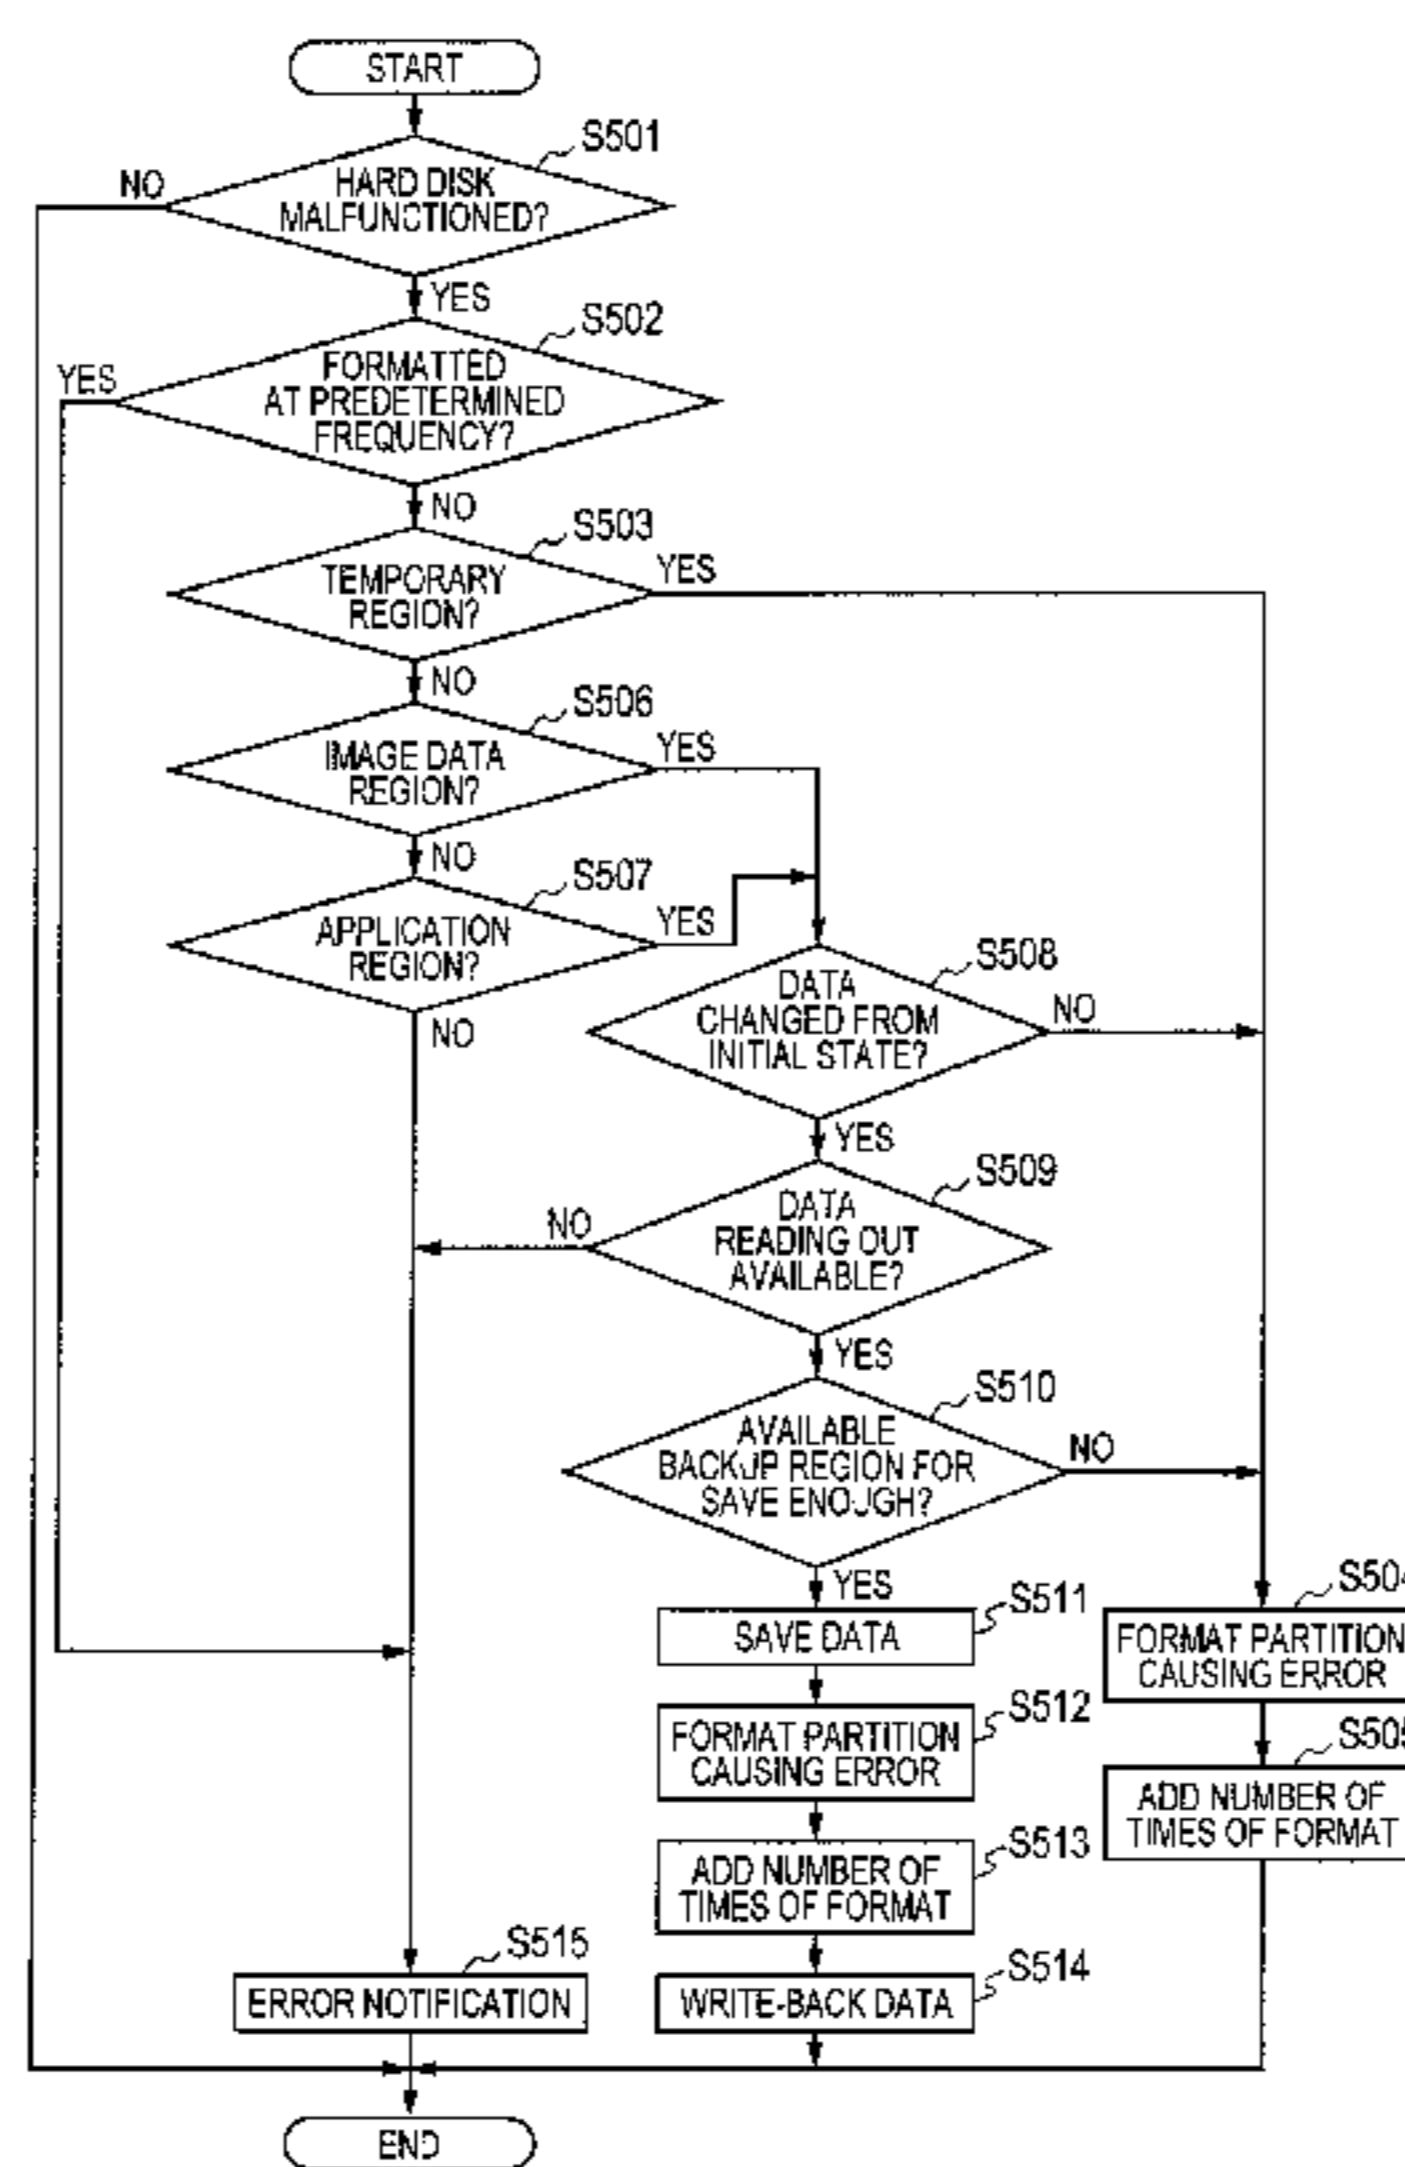 START
S501
NO
HARD DISK
MALFUNCTIONED?
YES
S502
YES
FORMATTED
AT PREDETERMINED
FREQUENCY?
NO
S503
YES
TEMPORARY
REGION?
NO
S506
YES
IMAGE DATA
REGION?
NO
S507
YES
APPLICATION
REGION?
NO
S508
NO
DATA
CHANGED FROM
INITIAL STATE?
YES
S509
NO
DATA
READING OUT
AVAILABLE?
YES
S510
NO
AVAILABLE
BACKUP REGION FOR
SAVE ENOUGH?
YES
S511
SAVE DATA
S504
FORMAT PARTITION
CAUSING ERROR
S512
FORMAT PARTITION
CAUSING ERROR
S505
ADD NUMBER OF
TIMES OF FORMAT
S513
ADD NUMBER OF
TIMES OF FORMAT
S515
ERROR NOTIFICATION
S514
WRITE-BACK DATA
END